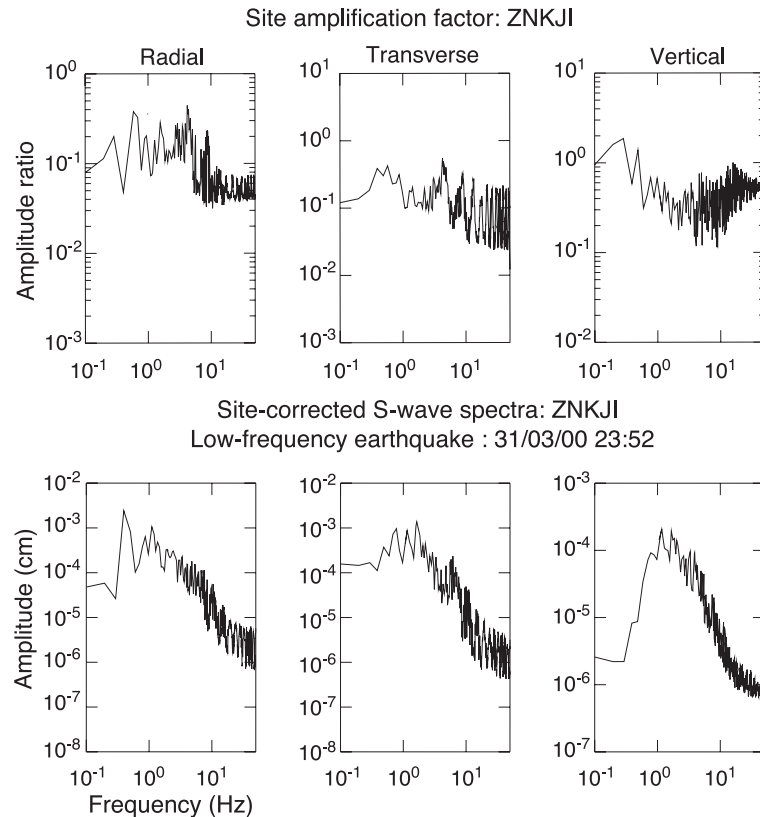 Site amplification factor: ZNKJI
Radial Transverse Vertical
Amplitude ratio
10^0 10^1 10^1
10^-1 10^0 10^0
10^-2 10^-1 10^-1
10^-3 10^-2 10^-2
10^-3
10^-1 10^0 10^1 10^-1 10^0 10^1 10^-1 10^0 10^1
Site-corrected S-wave spectra: ZNKJI
Low-frequency earthquake : 31/03/00 23:52
Amplitude (cm)
10^-2 10^-2 10^-3
10^-3 10^-3
10^-4 10^-4 10^-4
10^-5 10^-5 10^-5
10^-6 10^-6 10^-6
10^-7 10^-7
10^-8 10^-8 10^-7
10^-1 10^0 10^1 10^-1 10^0 10^1 10^-1 10^0 10^1
Frequency (Hz)